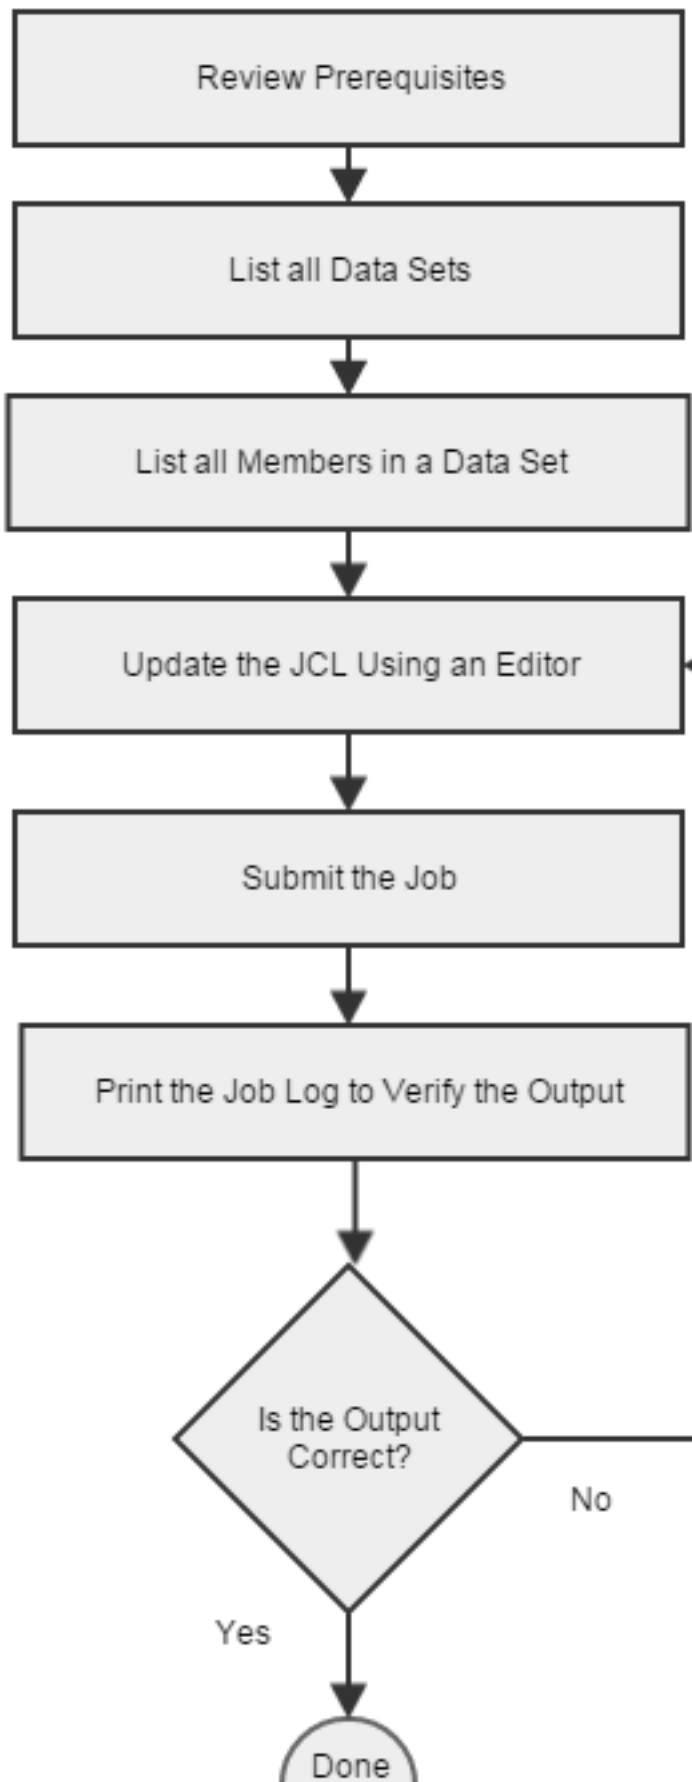 Review Prerequisites
List all Data Sets
List all Members in a Data Set
Update the JCL Using an Editor
Submit the Job
Print the Job Log to Verify the Output
Is the Output
Correct?
No
Yes
Done